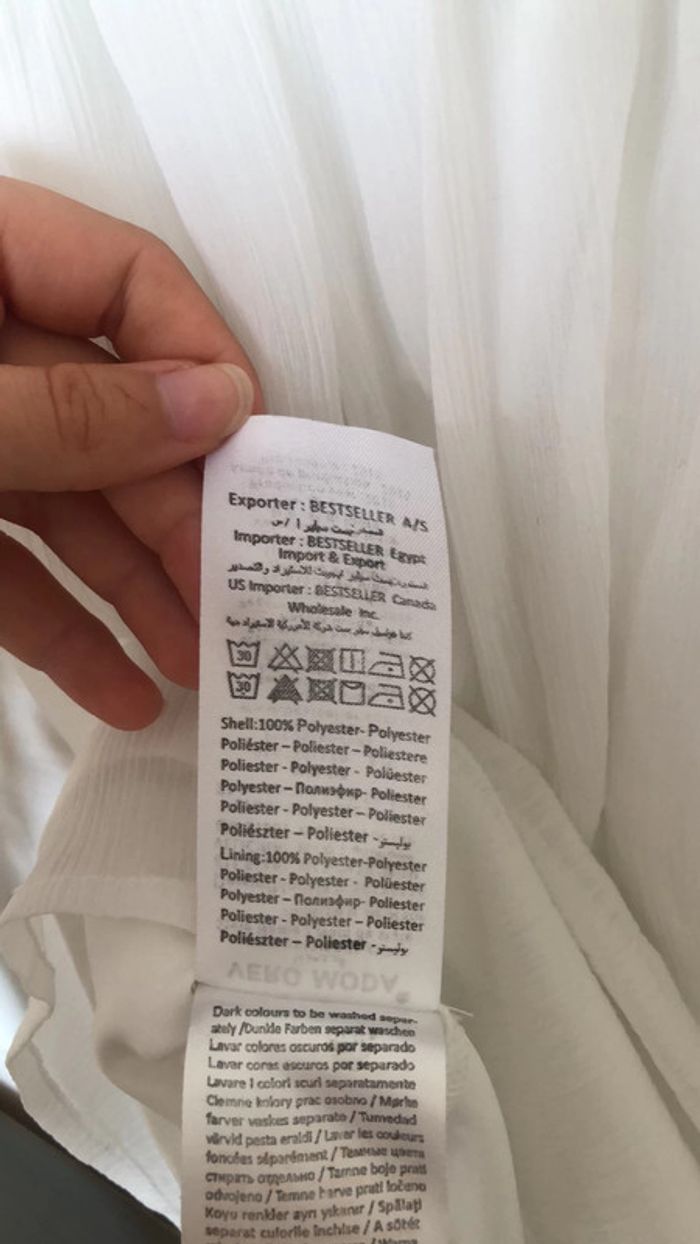 Exporter : BESTSELLER A/S
Importer : BESTSELLER Egypt
Import & Export
US Importer : BESTSELLER Canada
Wholesale Inc.
30
30
Shell:100% Polyester- Polyester
Poliéster – Poliester – Poliestere
Poliester - Polyester - Polüester
Polyester – Полиэфир- Poliester
Poliester - Polyester – Poliester
Poliészter – Poliester - بوليستر
Lining:100% Polyester-Polyester
Poliester - Polyester - Polüester
Polyester – Полиэфир- Poliester
Poliester - Polyester – Poliester
Poliészter – Poliester - بوليستر
VERO MODA
Dark colours to be washed separ-
ately /Dunkle Farben separat waschen
Lavar colores oscuros por separado
Lavar cores escuros por separado
Lavare I colori scuri separatamente
Ciemne kolory prac osobno / Mørke
farver vaskes separate / Tumedad
värvid pesta eraldi / Laver les couleurs
foncées séparément / Темные цвета
стирать отдельно / Tamne boje prati
odvojeno / Temne barve prati ločeno
Koyu renkler ayrı yıkanır / Spălaţi
separat culorile închise / A sötét